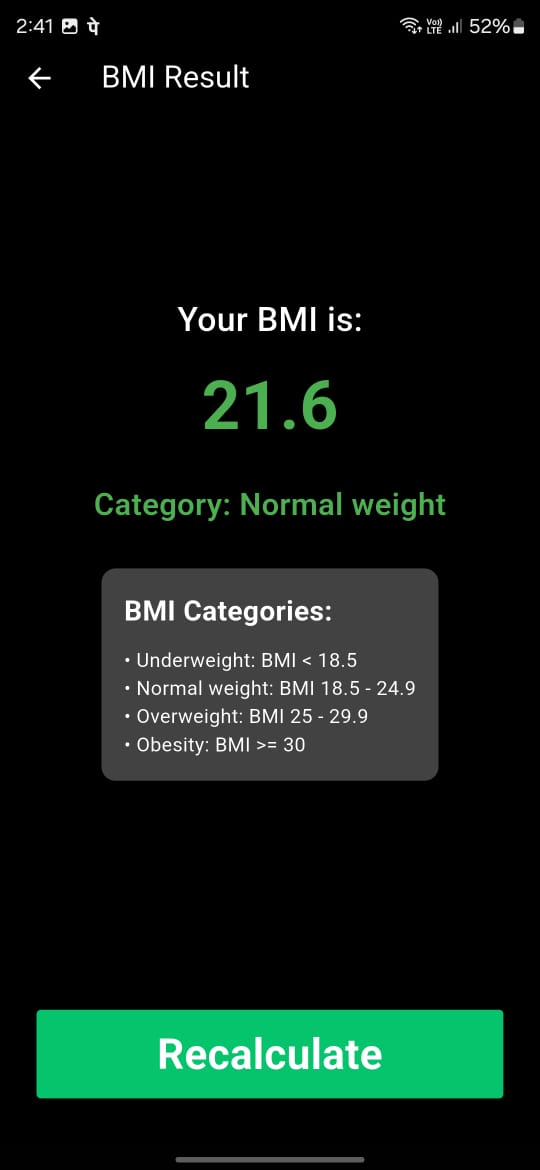 2:41 पे Vo)) LTE 52%
BMI Result
Your BMI is:
21.6
Category: Normal weight
BMI Categories:
• Underweight: BMI < 18.5
• Normal weight: BMI 18.5 - 24.9
• Overweight: BMI 25 - 29.9
• Obesity: BMI >= 30
Recalculate